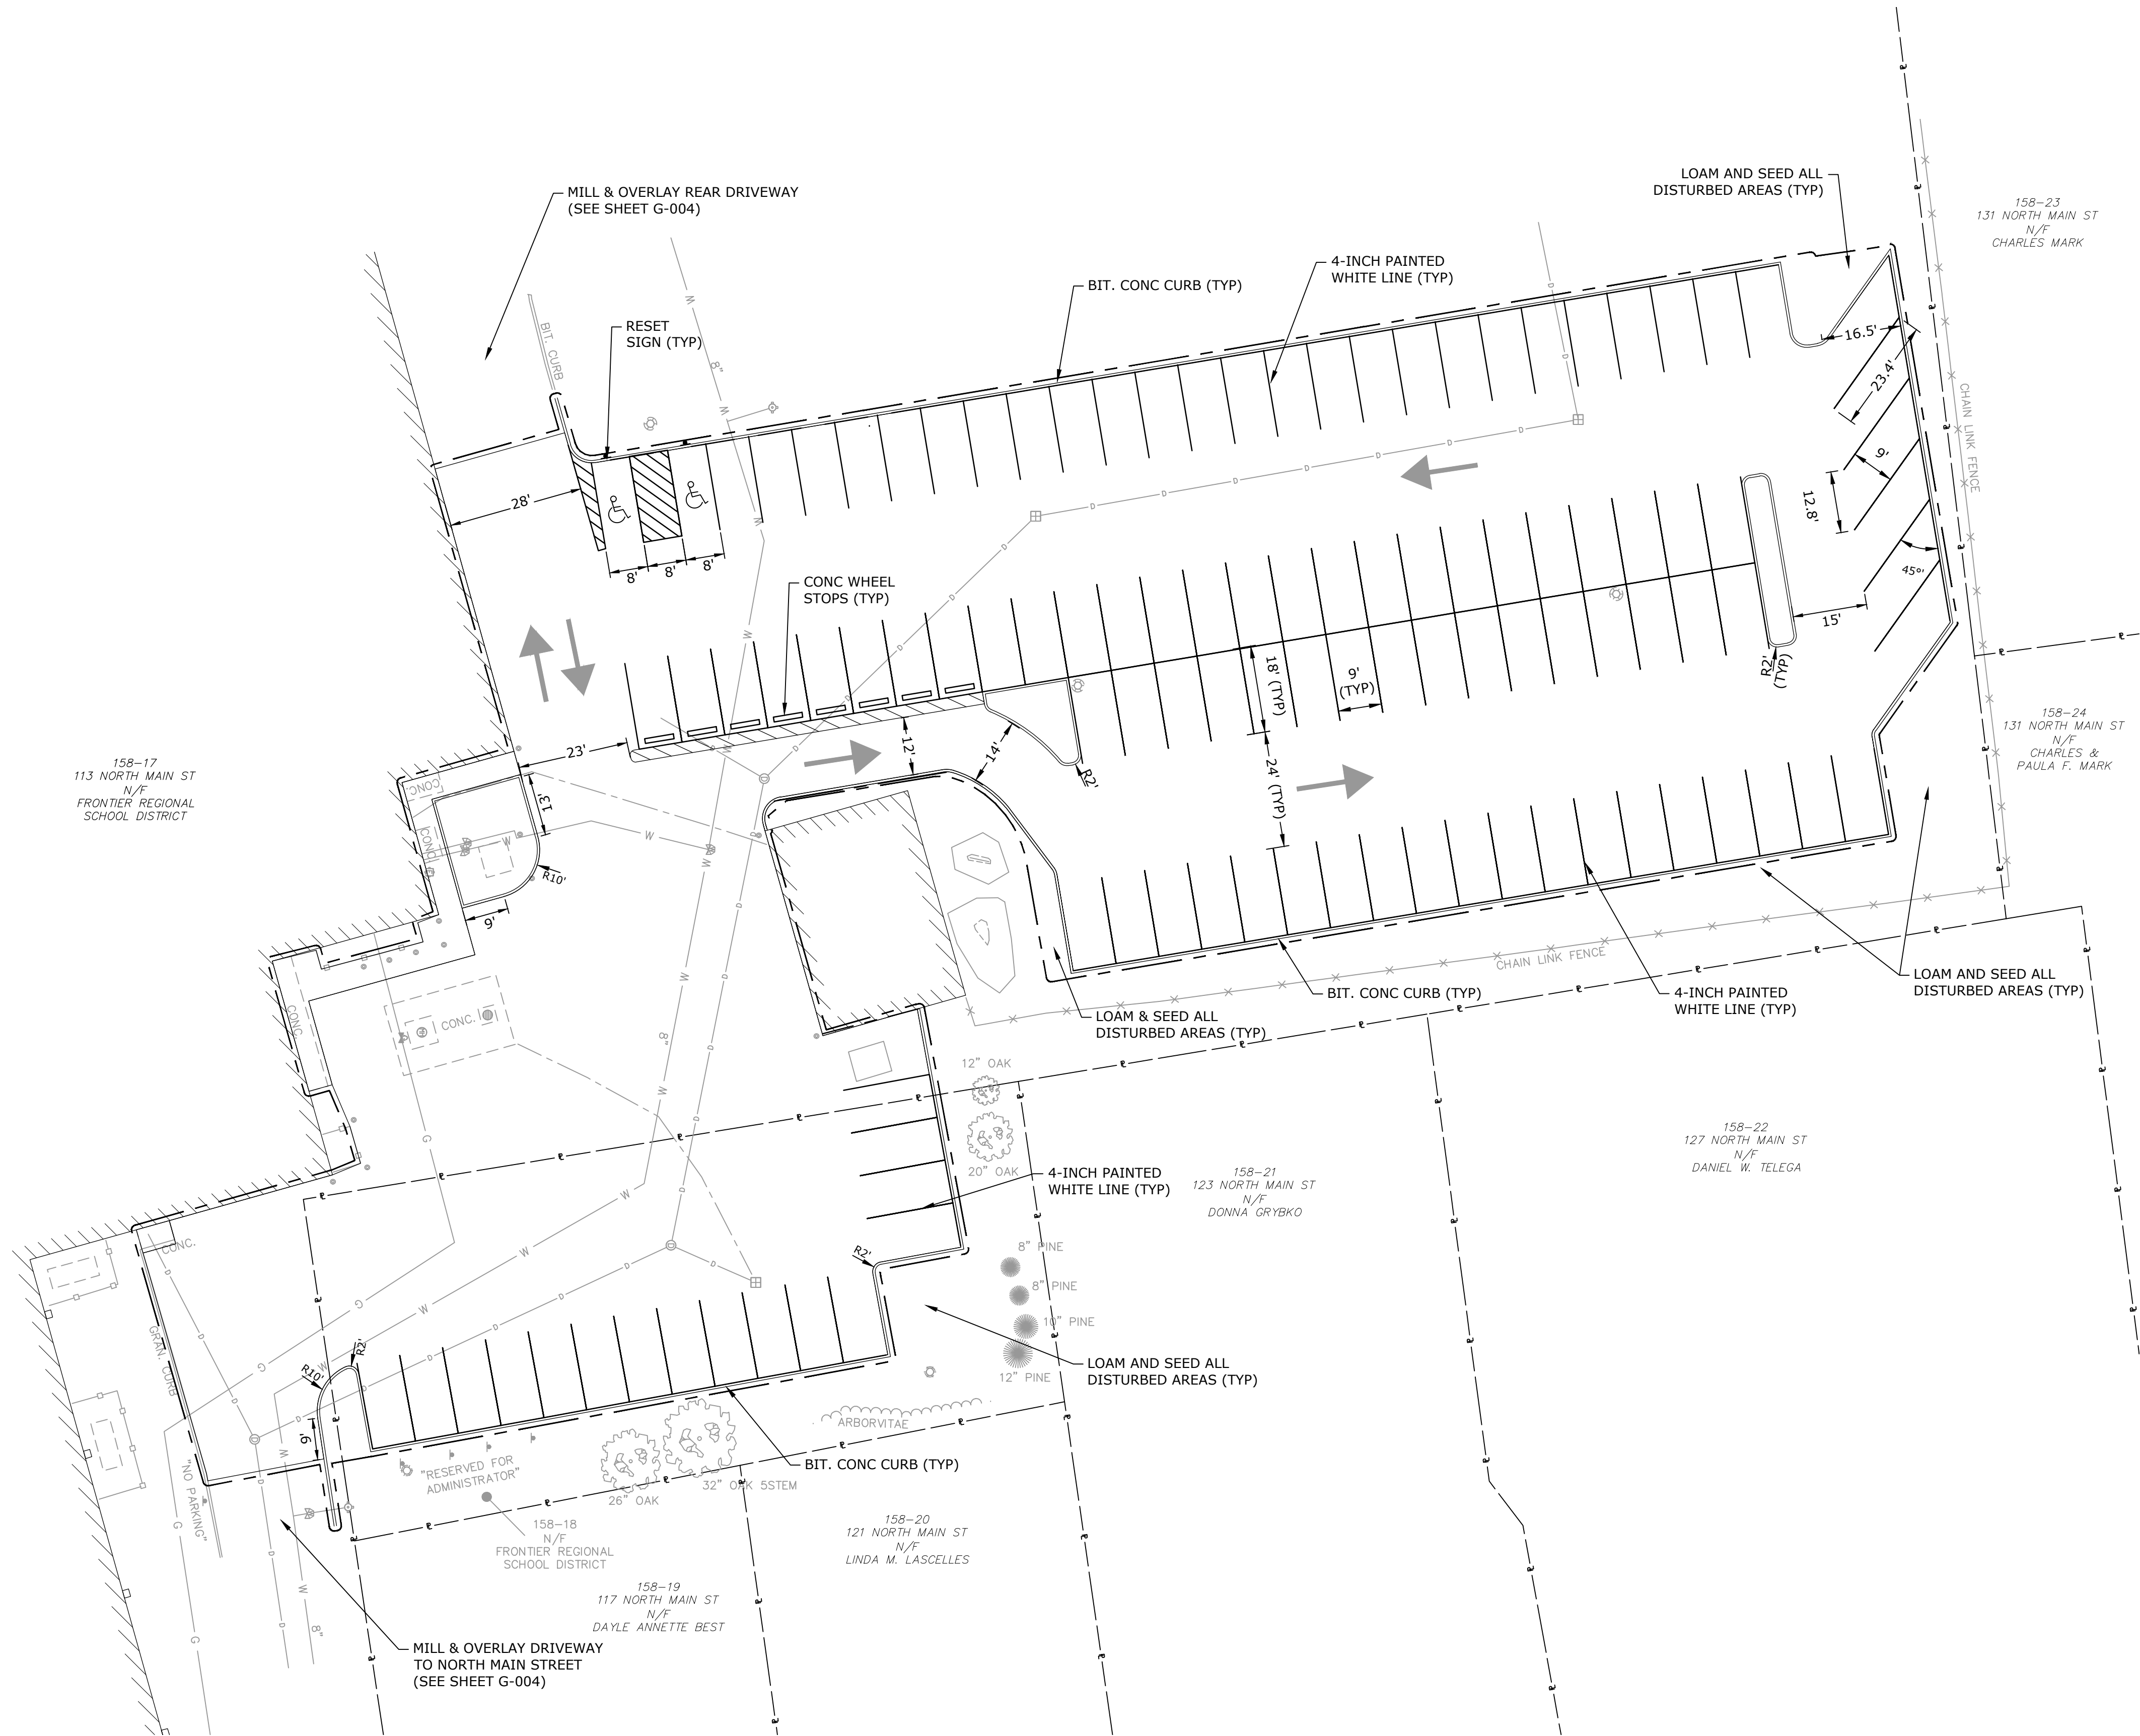 LOAM AND SEED ALL
DISTURBED AREAS (TYP)
158-23
131 NORTH MAIN ST
N/F
CHARLES MARK
MILL & OVERLAY REAR DRIVEWAY
(SEE SHEET G-004)
4-INCH PAINTED
WHITE LINE (TYP)
BIT. CONC CURB (TYP)
RESET
SIGN (TYP)
BIT. CURB
W
8"
W
W
D
D
16.5'
23.4'
CHAIN LINK FENCE
9'
12.8'
45°'
15'
28'
8'
8'
8'
D
D
D
D
D
D
D
D
D
CONC WHEEL
STOPS (TYP)
W
W
18' (TYP)
9'
(TYP)
R2'
(TYP)
23'
12'
14'
R2'
24' (TYP)
158-24
131 NORTH MAIN ST
N/F
CHARLES &
PAULA F. MARK
158-17
113 NORTH MAIN ST
N/F
FRONTIER REGIONAL
SCHOOL DISTRICT
CONC.
CONC.
13'
W
W
W
R10'
9'
D
D
CHAIN LINK FENCE
LOAM AND SEED ALL
DISTURBED AREAS (TYP)
BIT. CONC CURB (TYP)
4-INCH PAINTED
WHITE LINE (TYP)
LOAM & SEED ALL
DISTURBED AREAS (TYP)
CONC.
CONC.
W
8"
W
D
D
12" OAK
20" OAK
4-INCH PAINTED
WHITE LINE (TYP)
158-21
123 NORTH MAIN ST
N/F
DONNA GRYBKO
158-22
127 NORTH MAIN ST
N/F
DANIEL W. TELEGA
G
W
W
W
D
D
D
D
D
R2'
8" PINE
8" PINE
10" PINE
12" PINE
LOAM AND SEED ALL
DISTURBED AREAS (TYP)
CONC.
GRAN. CURB
D
D
D
G
G
W
R10'
R2'
9'
ARBORVITAE
BIT. CONC CURB (TYP)
"RESERVED FOR
ADMINISTRATOR"
26" OAK
32" OAK 5STEM
"NO PARKING"
G
D
D
W
W
8"
G
158-18
N/F
FRONTIER REGIONAL
SCHOOL DISTRICT
158-20
121 NORTH MAIN ST
N/F
LINDA M. LASCELLES
158-19
117 NORTH MAIN ST
N/F
DAYLE ANNETTE BEST
MILL & OVERLAY DRIVEWAY
TO NORTH MAIN STREET
(SEE SHEET G-004)